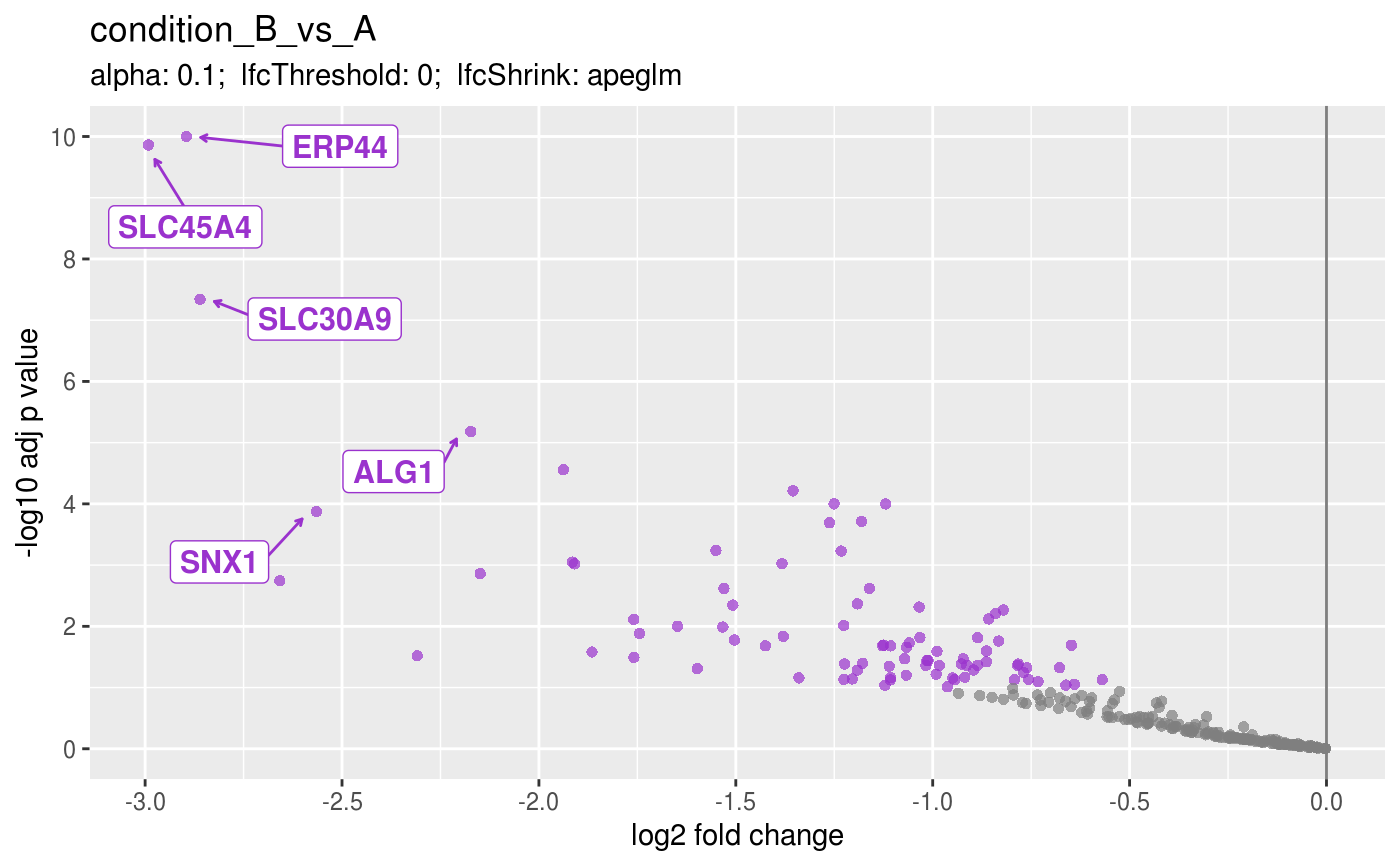 condition_B_vs_A
alpha: 0.1;  lfcThreshold: 0;  lfcShrink: apeglm
-log10 adj p value
10
8
6
4
2
0
ERP44
SLC45A4
SLC30A9
ALG1
SNX1
-3.0 -2.5 -2.0 -1.5 -1.0 -0.5 0.0
log2 fold change